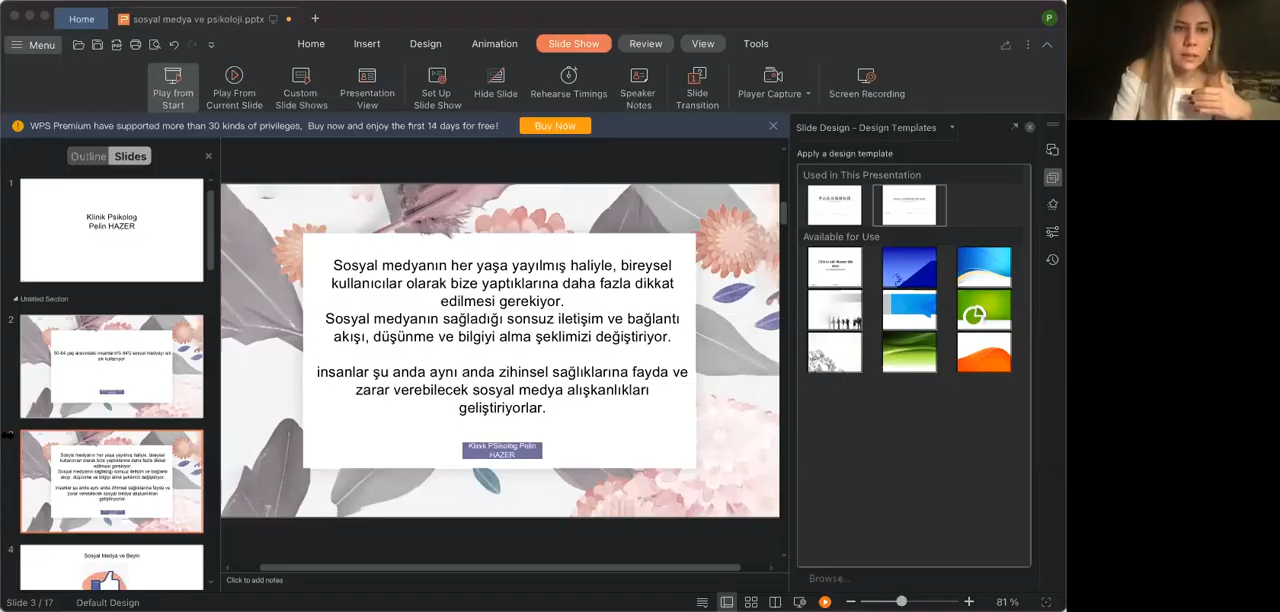 Home
sosyal medya ve psikoloji.pptx
P
Menu
Home Insert Design Animation Slide Show Review View Tools
Play from Start
Play From Current Slide
Custom Slide Shows
Presentation View
Set Up Slide Show
Hide Slide
Rehearse Timings
Speaker Notes
Slide Transition
Player Capture
Screen Recording
WPS Premium have supported more than 30 kinds of privileges, Buy now and enjoy the first 14 days for free!
Buy Now
Slide Design - Design Templates
Outline Slides
Apply a design template
Used in This Presentation
Available for Use
1
Klinik Psikolog
Pelin HAZER
Untitled Section
2
4
Sosyal Medya ve Beyin
Sosyal medyanın her yaşa yayılmış haliyle, bireysel
kullanıcılar olarak bize yaptıklarına daha fazla dikkat
edilmesi gerekiyor.
Sosyal medyanın sağladığı sonsuz iletişim ve bağlantı
akışı, düşünme ve bilgiyi alma şeklimizi değiştiriyor.
insanlar şu anda aynı anda zihinsel sağlıklarına fayda ve
zarar verebilecek sosyal medya alışkanlıkları
geliştiriyorlar.
Klinik PSikolog Pelin
HAZER
Click to add notes
Browse...
Slide 3 / 17
Default Design
81 %